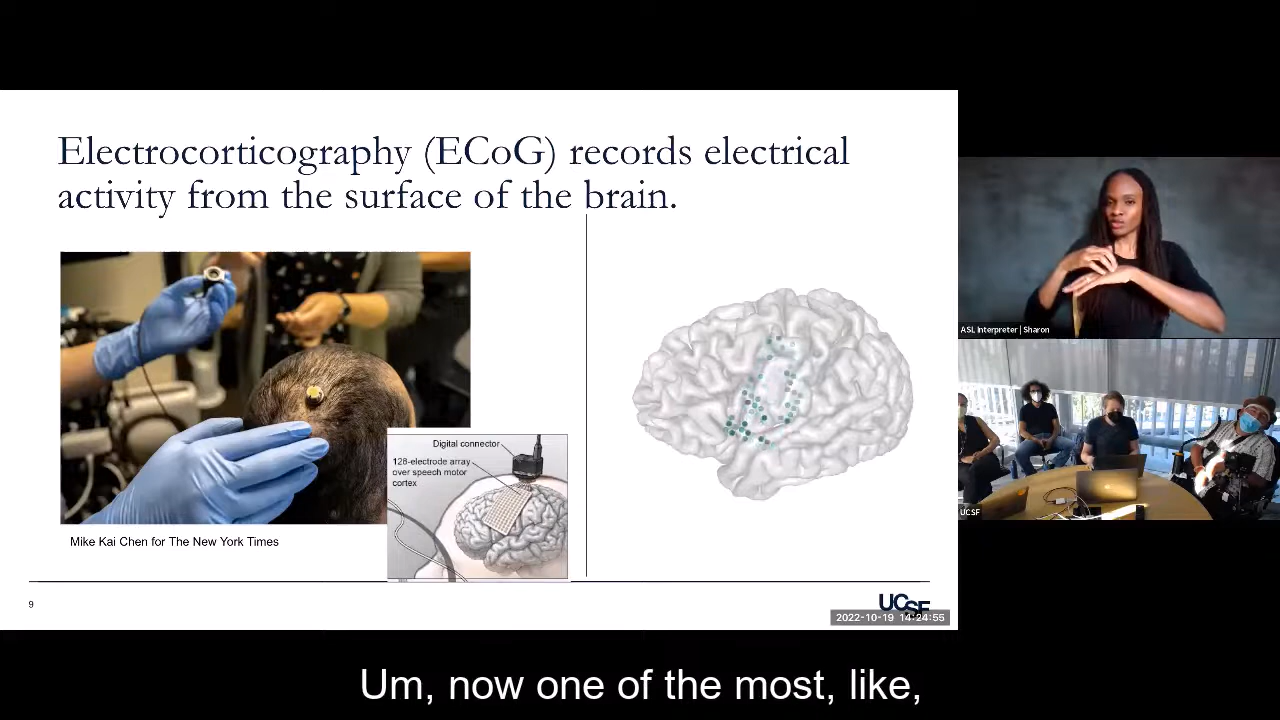 Electrocorticography (ECoG) records electrical
activity from the surface of the brain.
Digital connector
128-electrode array
over speech motor
cortex
Mike Kai Chen for The New York Times
9
UCSF
2022-10-19 14:24:55
ASL Interpreter | Sharon
UCSF
Um, now one of the most, like,